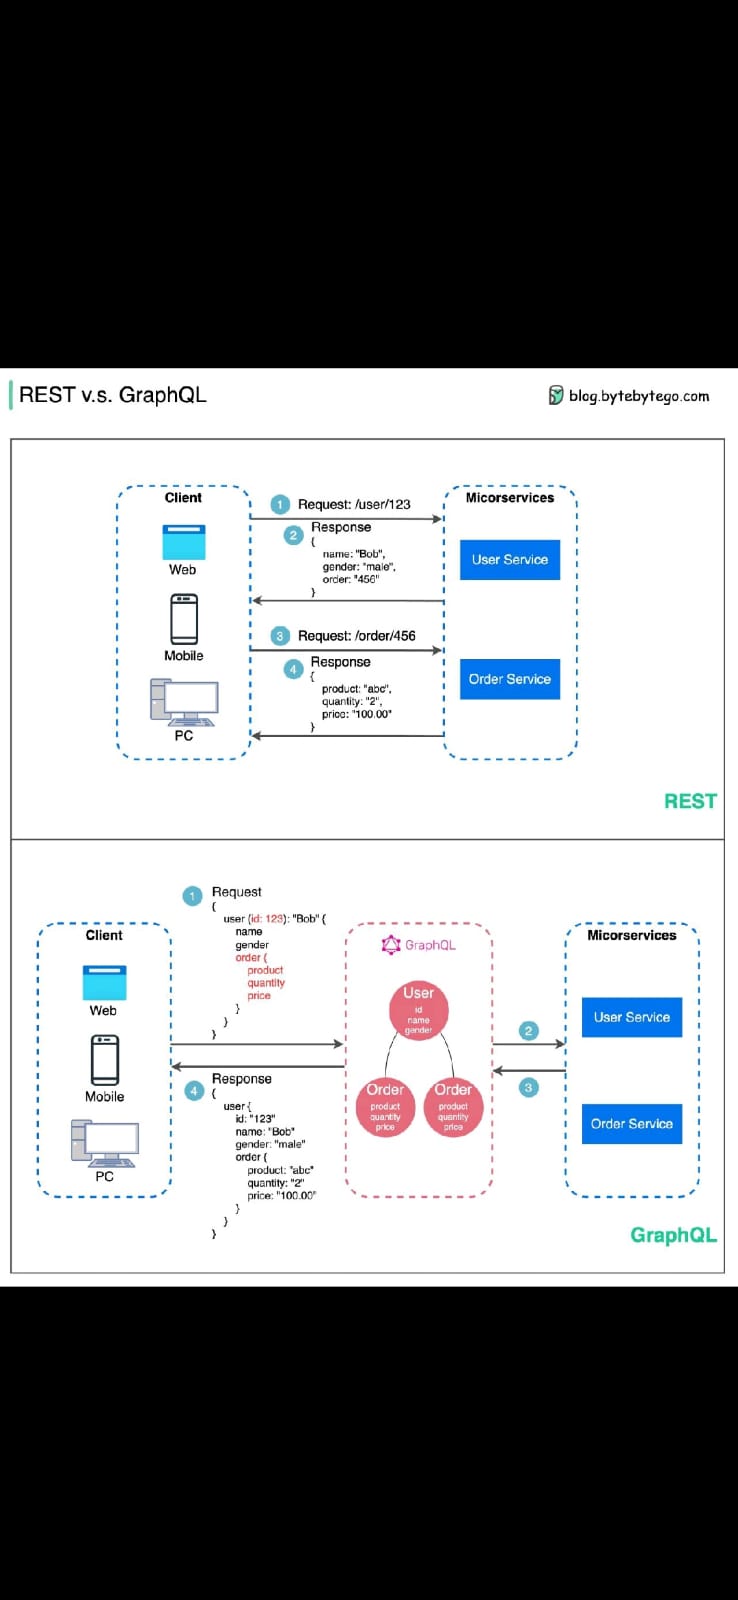 REST v.s. GraphQL
blog.bytebytego.com
Client
Web
Mobile
PC
1
Request: /user/123
2
Response
{
name: "Bob",
gender: "male",
order: "456"
}
3
Request: /order/456
4
Response
{
product: "abc",
quantity: "2",
price: "100.00"
}
Micorservices
User Service
Order Service
REST
Client
Web
Mobile
PC
1
Request
{
user (id: 123): "Bob" {
name
gender
order {
product
quantity
price
}
}
}
4
Response
{
user {
id: "123"
name: "Bob"
gender: "male"
order {
product: "abc"
quantity: "2"
price: "100.00"
}
}
}
GraphQL
User
id
name
gender
Order
product
quantity
price
Order
product
quantity
price
2
3
Micorservices
User Service
Order Service
GraphQL